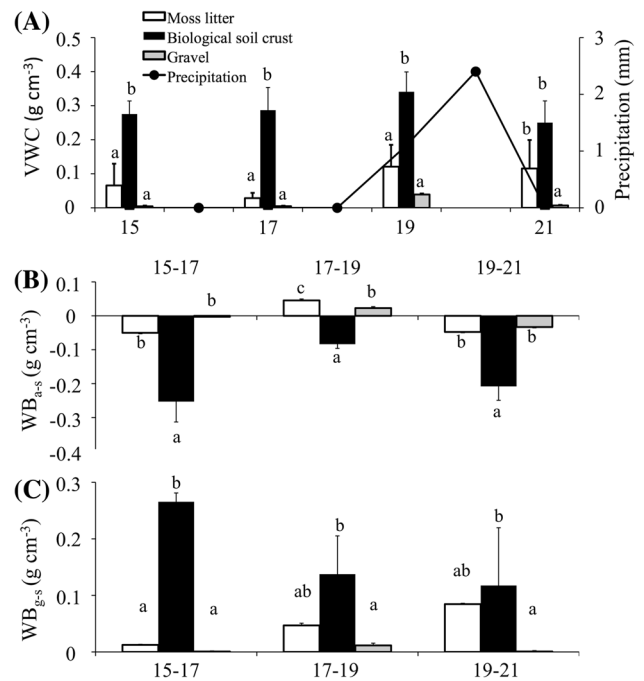 (A)
Moss litter
Biological soil crust
Gravel
Precipitation
VWC (g cm-3)
0.5
0.4
0.3
0.2
0.1
0
a b a
a b a
a b a
b b a
3
2
1
0
Precipitation (mm)
15 17 19 21
15-17 17-19 19-21
(B)
WBa-s (g cm-3)
0.1
0
-0.1
-0.2
-0.3
-0.4
b a b
c a b
b a b
(C)
WBg-s (g cm-3)
0.3
0.2
0.1
0
a b a
ab b a
ab b a
15-17 17-19 19-21